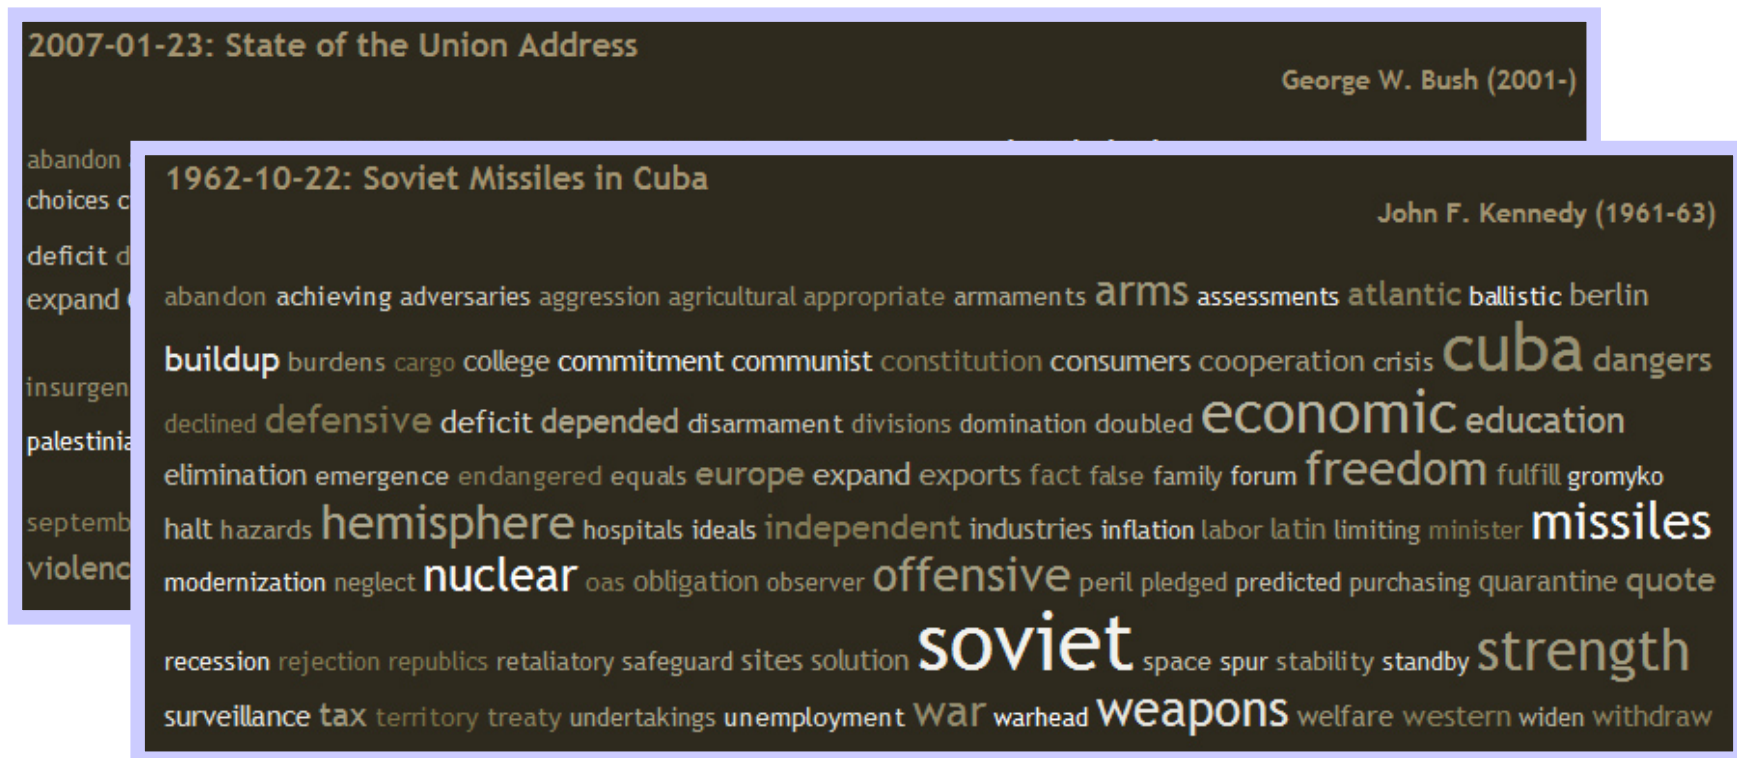 2007-01-23: State of the Union Address
George W. Bush (2001-)
abandon
choices
deficit
expand
violenc
1962-10-22: Soviet Missiles in Cuba
John F. Kennedy (1961-63)
abandon achieving adversaries aggression agricultural appropriate armaments arms assessments atlantic ballistic berlin
buildup burdens cargo college commitment communist constitution consumers cooperation crisis cuba dangers
declined defensive deficit depended disarmament divisions domination doubled economic education
elimination emergence endangered equals europe expand exports fact false family forum freedom fulfill gromyko
halt hazards hemisphere hospitals ideals independent industries inflation labor latin limiting minister missiles
modernization neglect nuclear oas obligation observer offensive peril pledged predicted purchasing quarantine quote
recession rejection republics retaliatory safeguard sites solution soviet space spur stability standby strength
surveillance tax territory treaty undertakings unemployment war warhead weapons welfare western widen withdraw